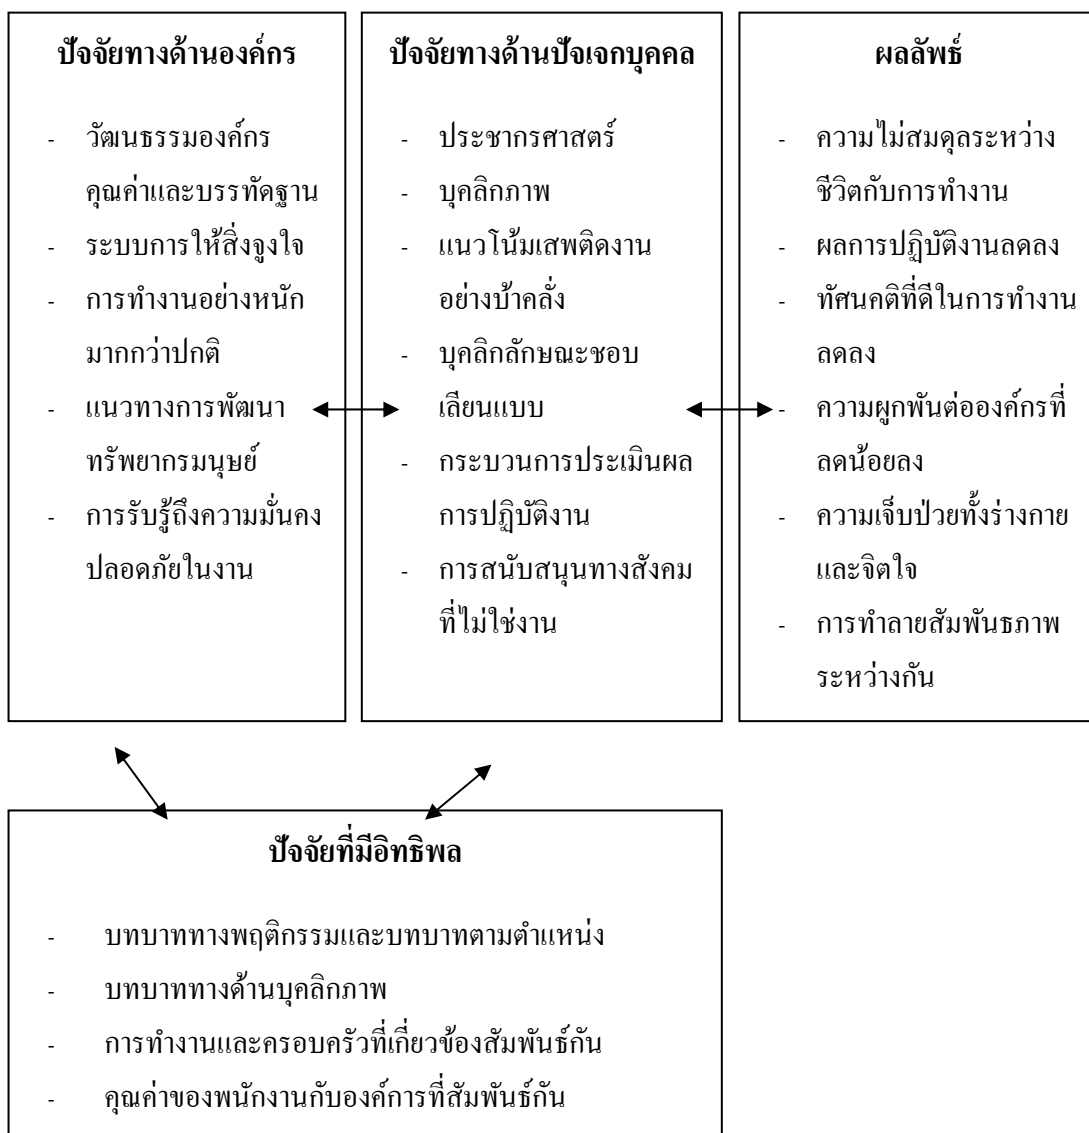 ปัจจัยทางด้านองค์กร
- วัฒนธรรมองค์กร
คุณค่าและบรรทัดฐาน
- ระบบการให้สิ่งจูงใจ
- การทำงานอย่างหนัก
มากกว่าปกติ
- แนวทางการพัฒนา
ทรัพยากรมนุษย์
- การรับรู้ถึงความมั่นคง
ปลอดภัยในงาน
ปัจจัยทางด้านปัจเจกบุคคล
- ประชากรศาสตร์
- บุคลิกภาพ
- แนวโน้มเสพติดงาน
อย่างบ้าคลั่ง
- บุคลิกลักษณะชอบ
เลียนแบบ
- กระบวนการประเมินผล
การปฏิบัติงาน
- การสนับสนุนทางสังคม
ที่ไม่ใช่งาน
ผลลัพธ์
- ความไม่สมดุลระหว่าง
ชีวิตกับการทำงาน
- ผลการปฏิบัติงานลดลง
- ทัศนคติที่ดีในการทำงาน
ลดลง
- ความผูกพันต่อองค์กรที่
ลดน้อยลง
- ความเจ็บป่วยทั้งร่างกาย
และจิตใจ
- การทำลายสัมพันธภาพ
ระหว่างกัน
ปัจจัยที่มีอิทธิพล
- บทบาททางพฤติกรรมและบทบาทตามตำแหน่ง
- บทบาททางด้านบุคลิกภาพ
- การทำงานและครอบครัวที่เกี่ยวข้องสัมพันธ์กัน
- คุณค่าของพนักงานกับองค์การที่สัมพันธ์กัน